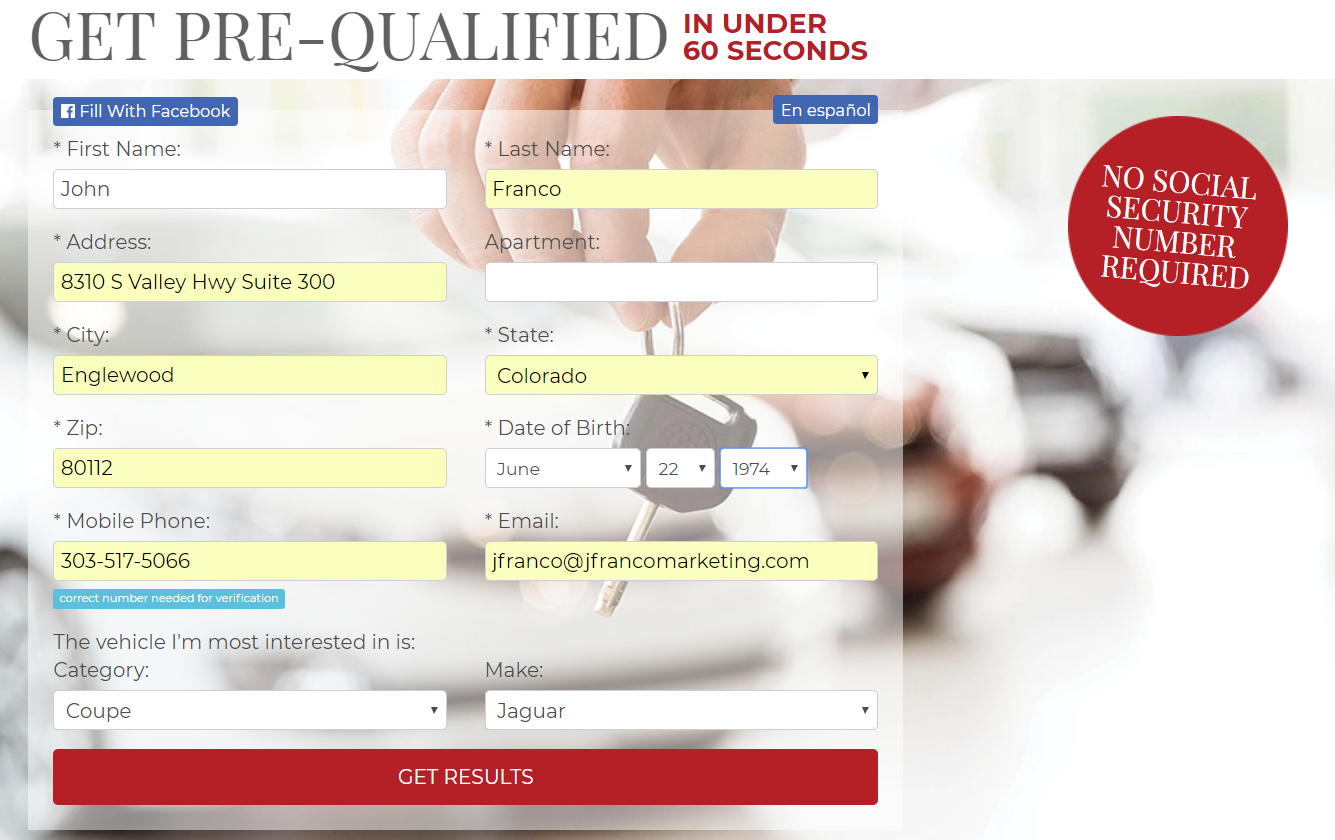 GET PRE-QUALIFIED
IN UNDER
60 SECONDS
Fill With Facebook
En español
* First Name:
* Last Name:
John
Franco
* Address:
Apartment:
8310 S Valley Hwy Suite 300
* City:
* State:
Englewood
Colorado
* Zip:
* Date of Birth:
80112
June
22
1974
* Mobile Phone:
* Email:
303-517-5066
jfranco@jfrancomarketing.com
correct number needed for verification
The vehicle I'm most interested in is:
Category:
Make:
Coupe
Jaguar
GET RESULTS
NO SOCIAL
SECURITY
NUMBER
REQUIRED